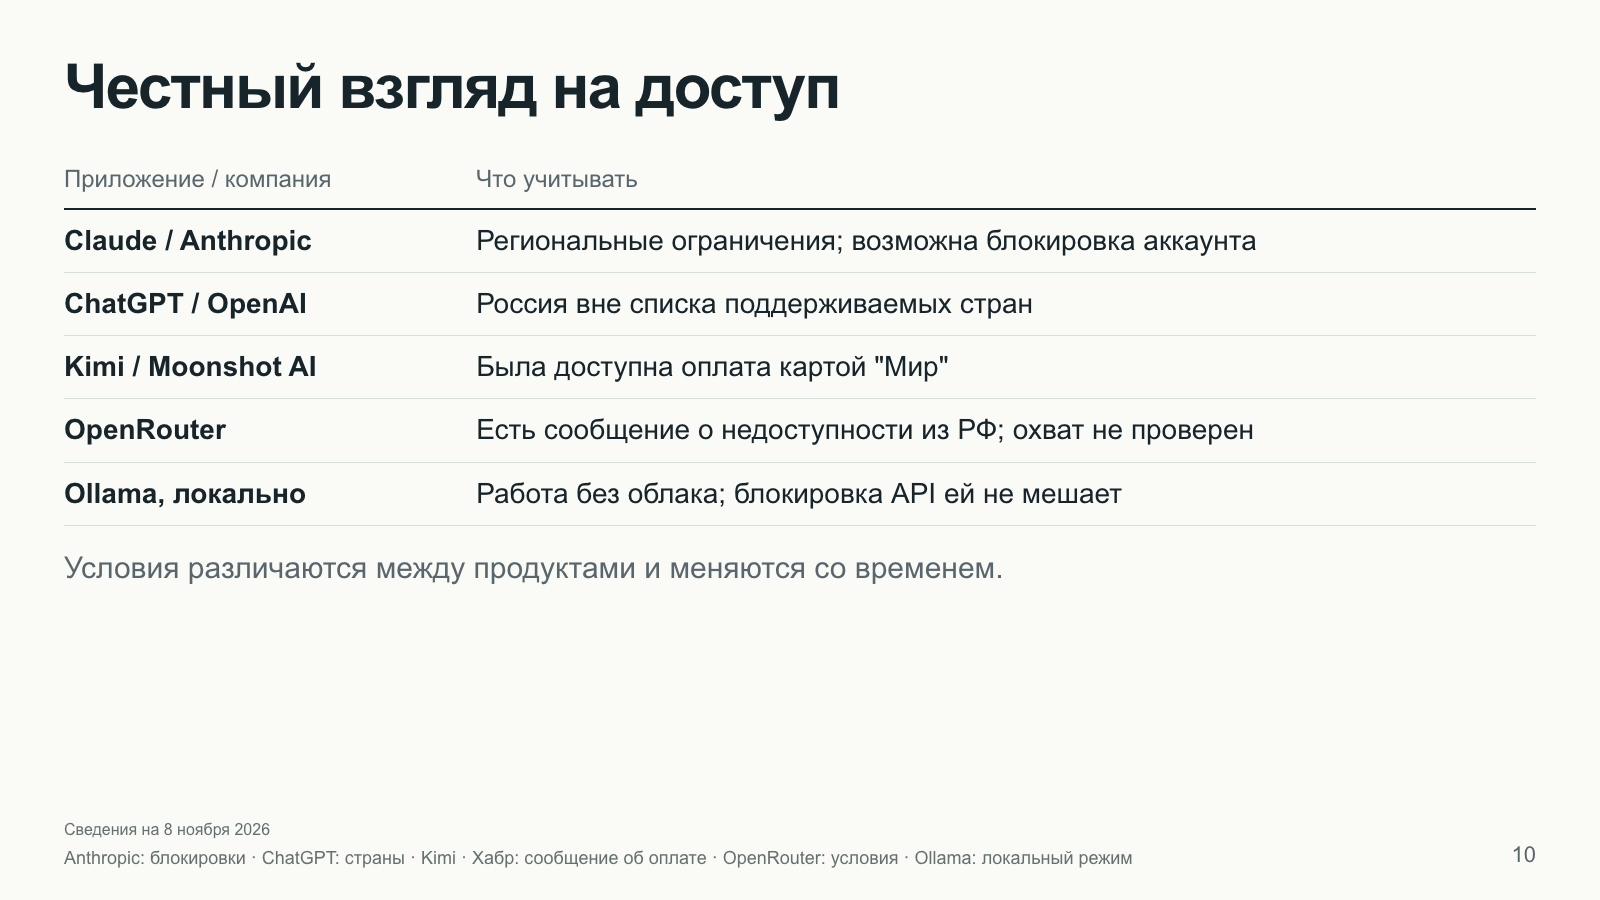 Честный взгляд на доступ
Приложение / компания Что учитывать
Claude / Anthropic Региональные ограничения; возможна блокировка аккаунта
ChatGPT / OpenAI Россия вне списка поддерживаемых стран
Kimi / Moonshot AI Была доступна оплата картой "Мир"
OpenRouter Есть сообщение о недоступности из РФ; охват не проверен
Ollama, локально Работа без облака; блокировка API ей не мешает
Условия различаются между продуктами и меняются со временем.
Сведения на 8 ноября 2026
Anthropic: блокировки · ChatGPT: страны · Kimi · Хабр: сообщение об оплате · OpenRouter: условия · Ollama: локальный режим
10